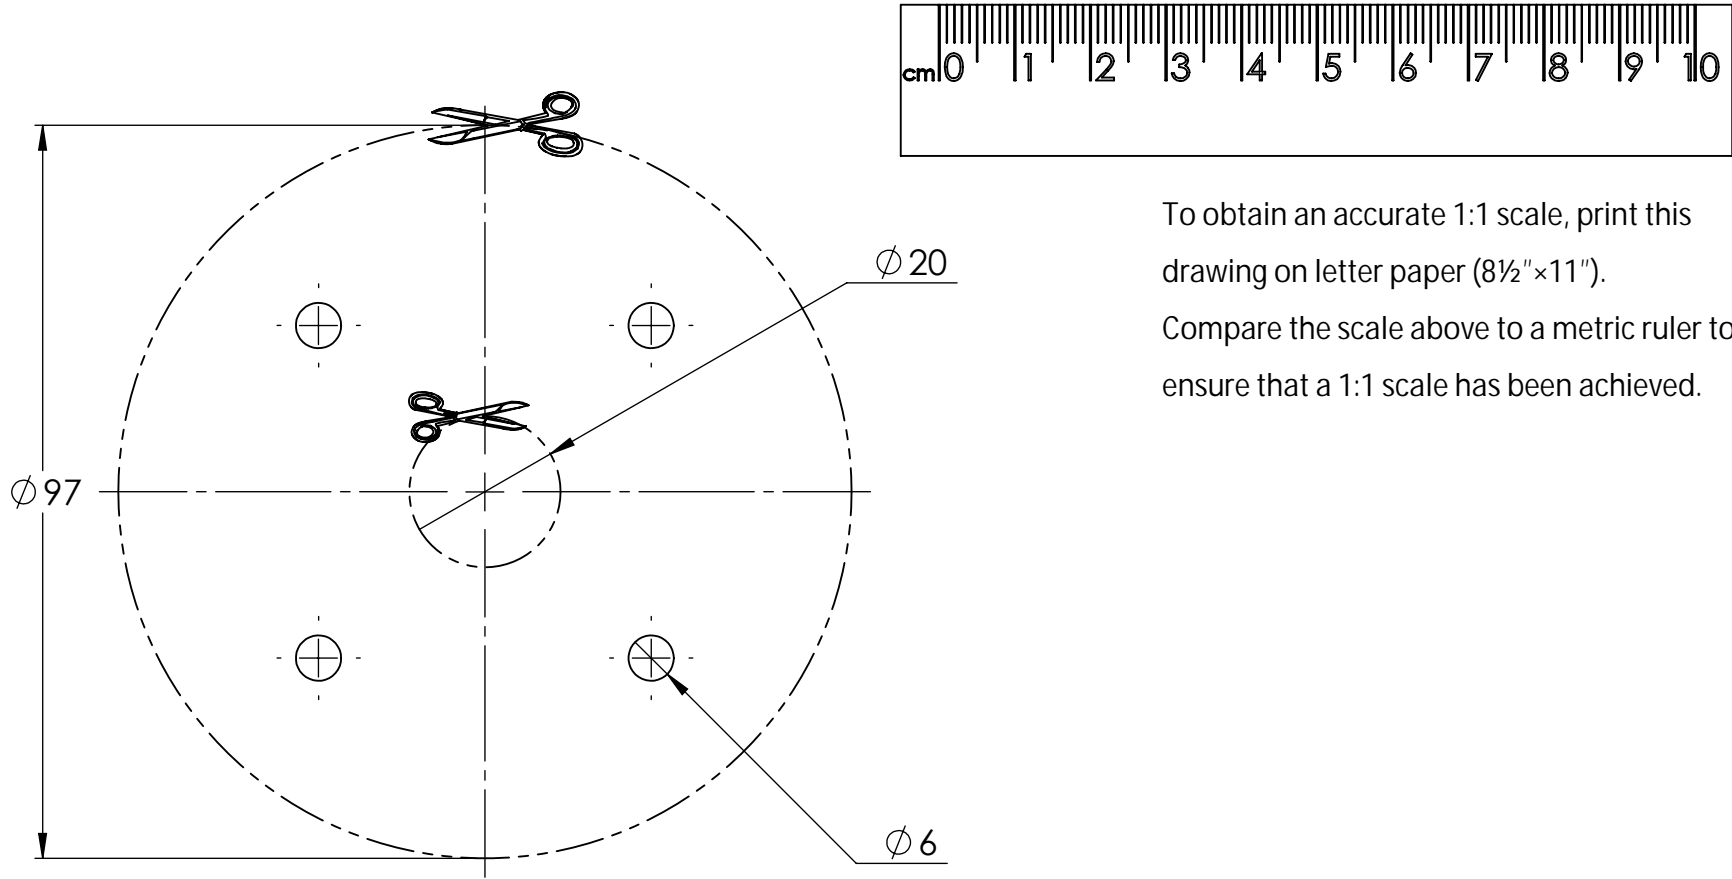 cm 0 1 2 3 4 5 6 7 8 9 10
To obtain an accurate 1:1 scale, print this
drawing on letter paper (8½"×11").
Compare the scale above to a metric ruler to
ensure that a 1:1 scale has been achieved.
∅20
∅97
∅6